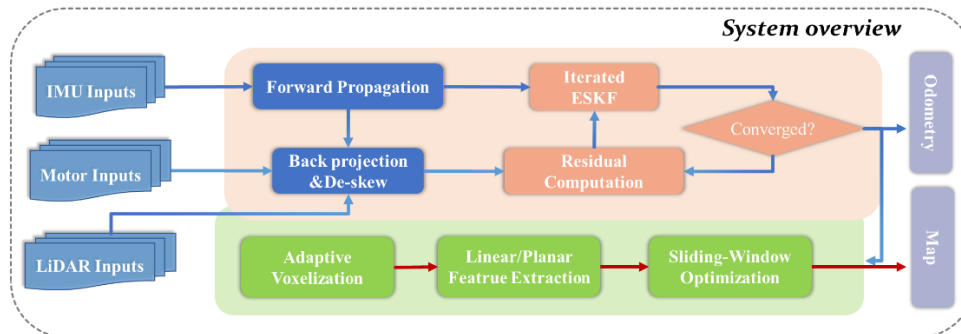 System overview
IMU Inputs
Forward Propagation
Iterated
ESKF
Converged?
Odometry
Motor Inputs
Back projection
&De-skew
Residual
Computation
LiDAR Inputs
Adaptive
Voxelization
Linear/Planar
Featrue Extraction
Sliding-Window
Optimization
Map